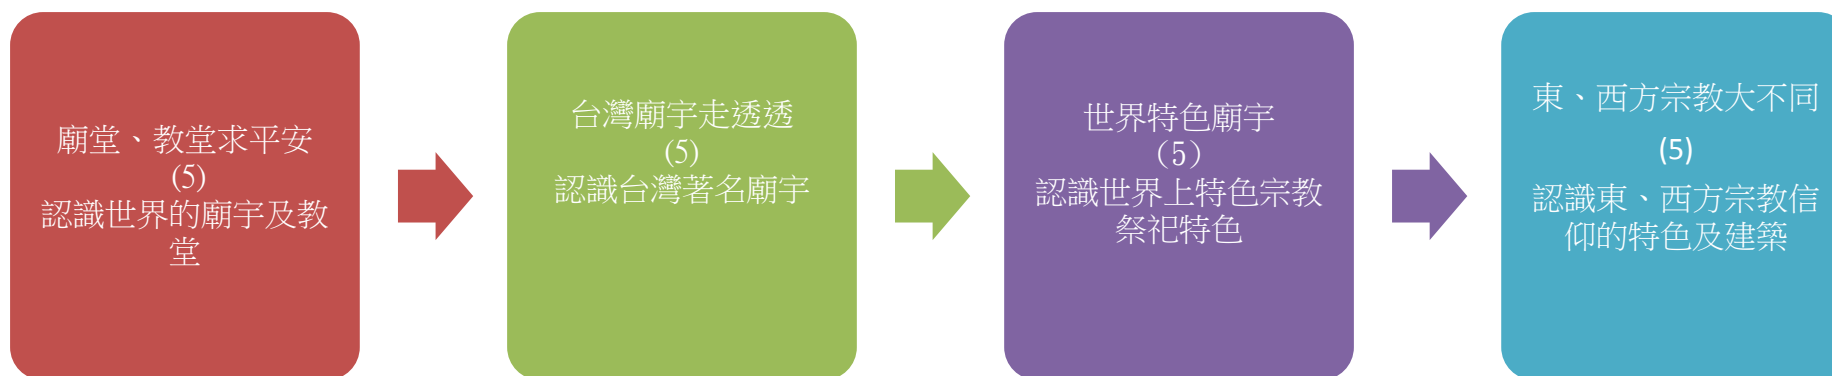 廟堂、教堂求平安
(5)
認識世界的廟宇及教
堂
台灣廟宇走透透
(5)
認識台灣著名廟宇
世界特色廟宇
（5）
認識世界上特色宗教
祭祀特色
東、西方宗教大不同
(5)
認識東、西方宗教信
仰的特色及建築